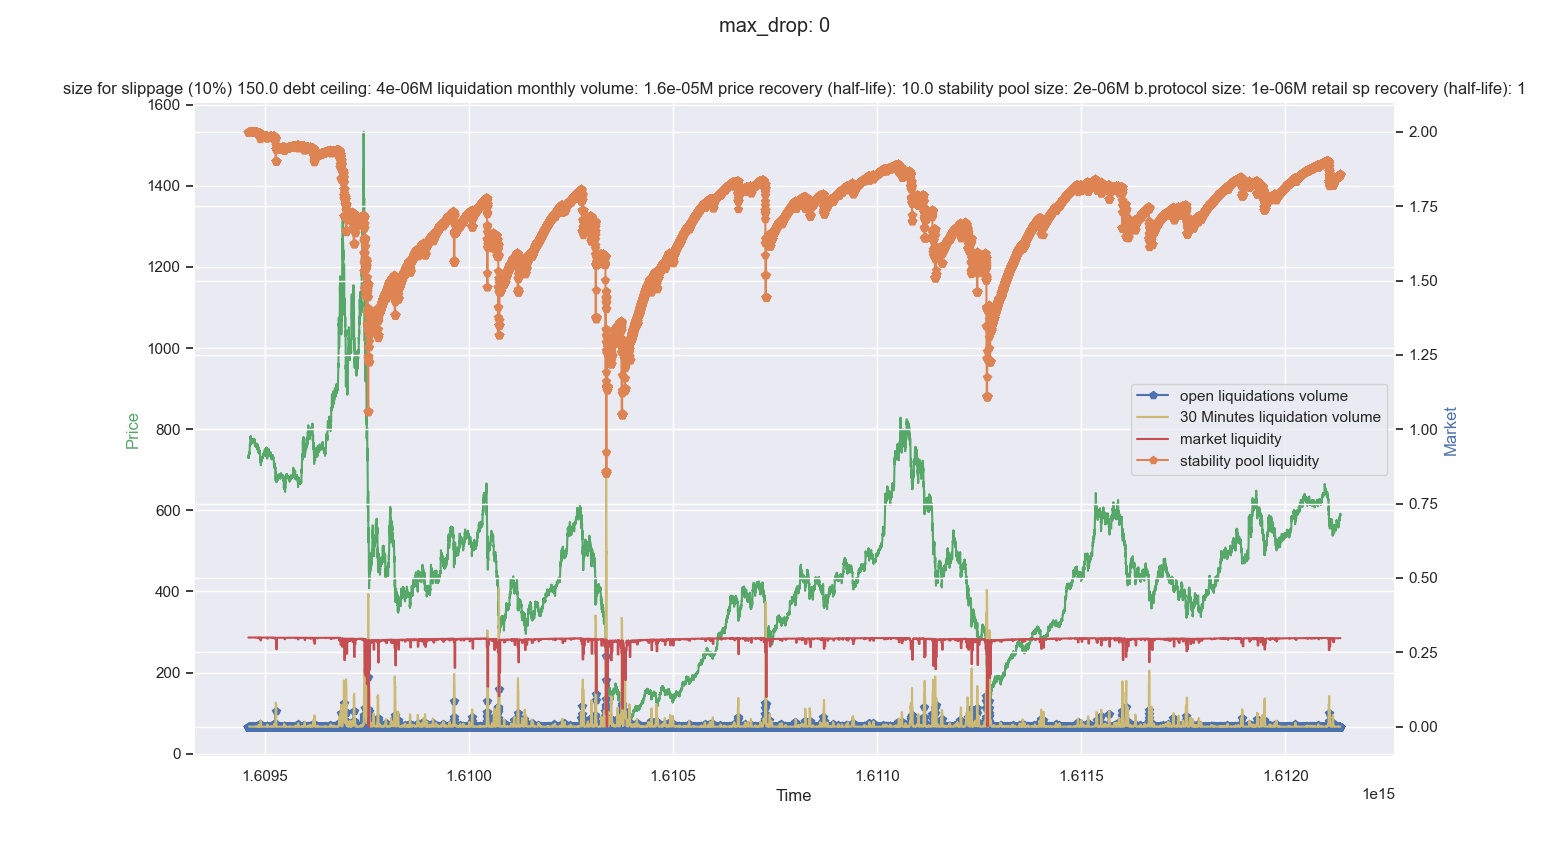 max_drop: 0
size for slippage (10%) 150.0 debt ceiling: 4e-06M liquidation monthly volume: 1.6e-05M price recovery (half-life): 10.0 stability pool size: 2e-06M b.protocol size: 1e-06M retail sp recovery (half-life): 1
1600
1400
1200
1000
800
600
400
200
0
Price
2.00
1.75
1.50
1.25
1.00
0.75
0.50
0.25
0.00
Market
open liquidations volume
30 Minutes liquidation volume
market liquidity
stability pool liquidity
1.6095 1.6100 1.6105 1.6110 1.6115 1.6120
Time
1e15